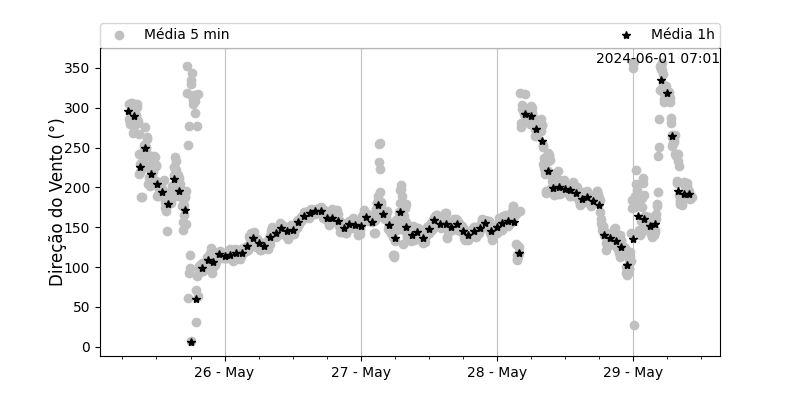 Média 5 min
Média 1h
2024-06-01 07:01
Direção do Vento (°)
350
300
250
200
150
100
50
0
26 - May
27 - May
28 - May
29 - May